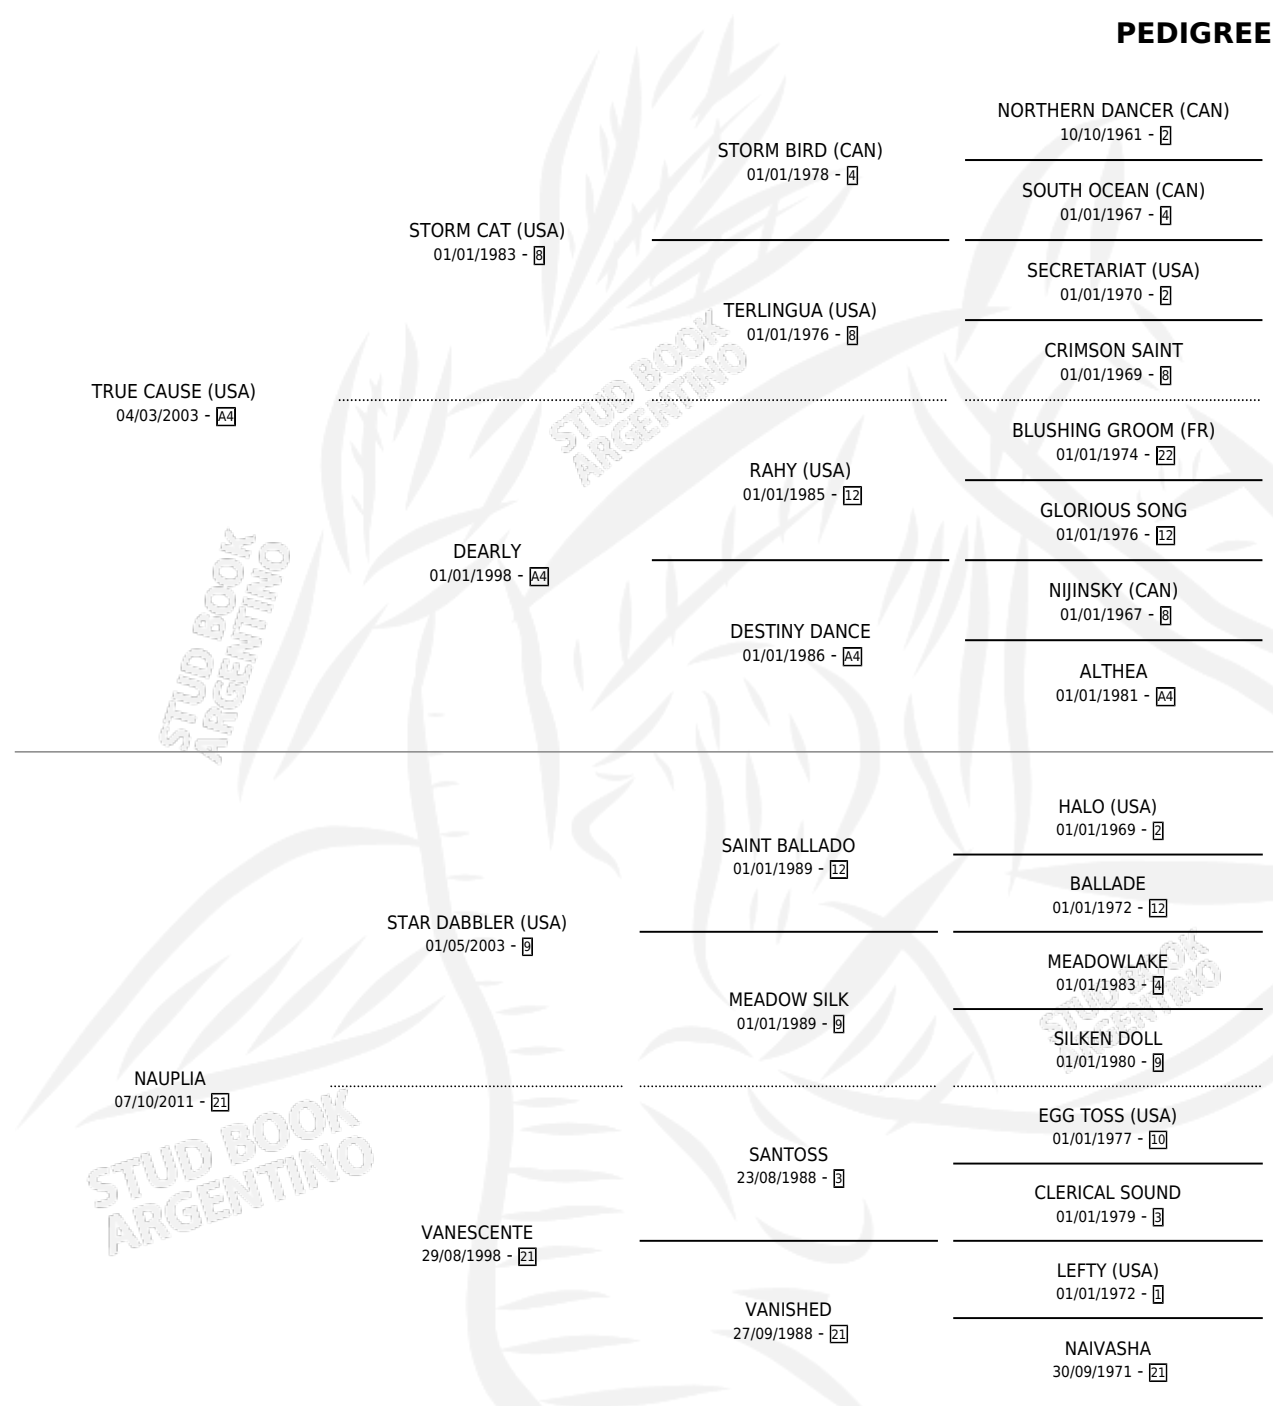 PEDIGREE
NORTHERN DANCER (CAN)
10/10/1961 - 2
STORM BIRD (CAN)
01/01/1978 - 4
SOUTH OCEAN (CAN)
01/01/1967 - 4
STORM CAT (USA)
01/01/1983 - 8
SECRETARIAT (USA)
01/01/1970 - 2
TERLINGUA (USA)
01/01/1976 - 8
CRIMSON SAINT
01/01/1969 - 8
TRUE CAUSE (USA)
04/03/2003 - A4
BLUSHING GROOM (FR)
01/01/1974 - 22
RAHY (USA)
01/01/1985 - 12
GLORIOUS SONG
01/01/1976 - 12
DEARLY
01/01/1998 - A4
NIJINSKY (CAN)
01/01/1967 - 8
DESTINY DANCE
01/01/1986 - A4
ALTHEA
01/01/1981 - A4
STUD BOOK
ARGENTINO
STUD BOOK
ARGENTINO
HALO (USA)
01/01/1969 - 2
SAINT BALLADO
01/01/1989 - 12
BALLADE
01/01/1972 - 12
STAR DABBLER (USA)
01/05/2003 - 9
MEADOWLAKE
01/01/1983 - 4
MEADOW SILK
01/01/1989 - 9
SILKEN DOLL
01/01/1980 - 9
NAUPLIA
07/10/2011 - 21
EGG TOSS (USA)
01/01/1977 - 10
SANTOSS
23/08/1988 - 3
CLERICAL SOUND
01/01/1979 - 3
VANESCENTE
29/08/1998 - 21
LEFTY (USA)
01/01/1972 - 1
VANISHED
27/09/1988 - 21
NAIVASHA
30/09/1971 - 21
STUD BOOK
ARGENTINO
STUD BOOK
ARGENTINO